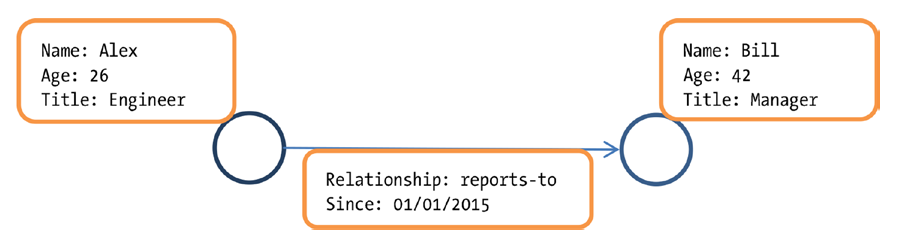 Name: Alex
Age: 26
Title: Engineer
Name: Bill
Age: 42
Title: Manager
Relationship: reports-to
Since: 01/01/2015